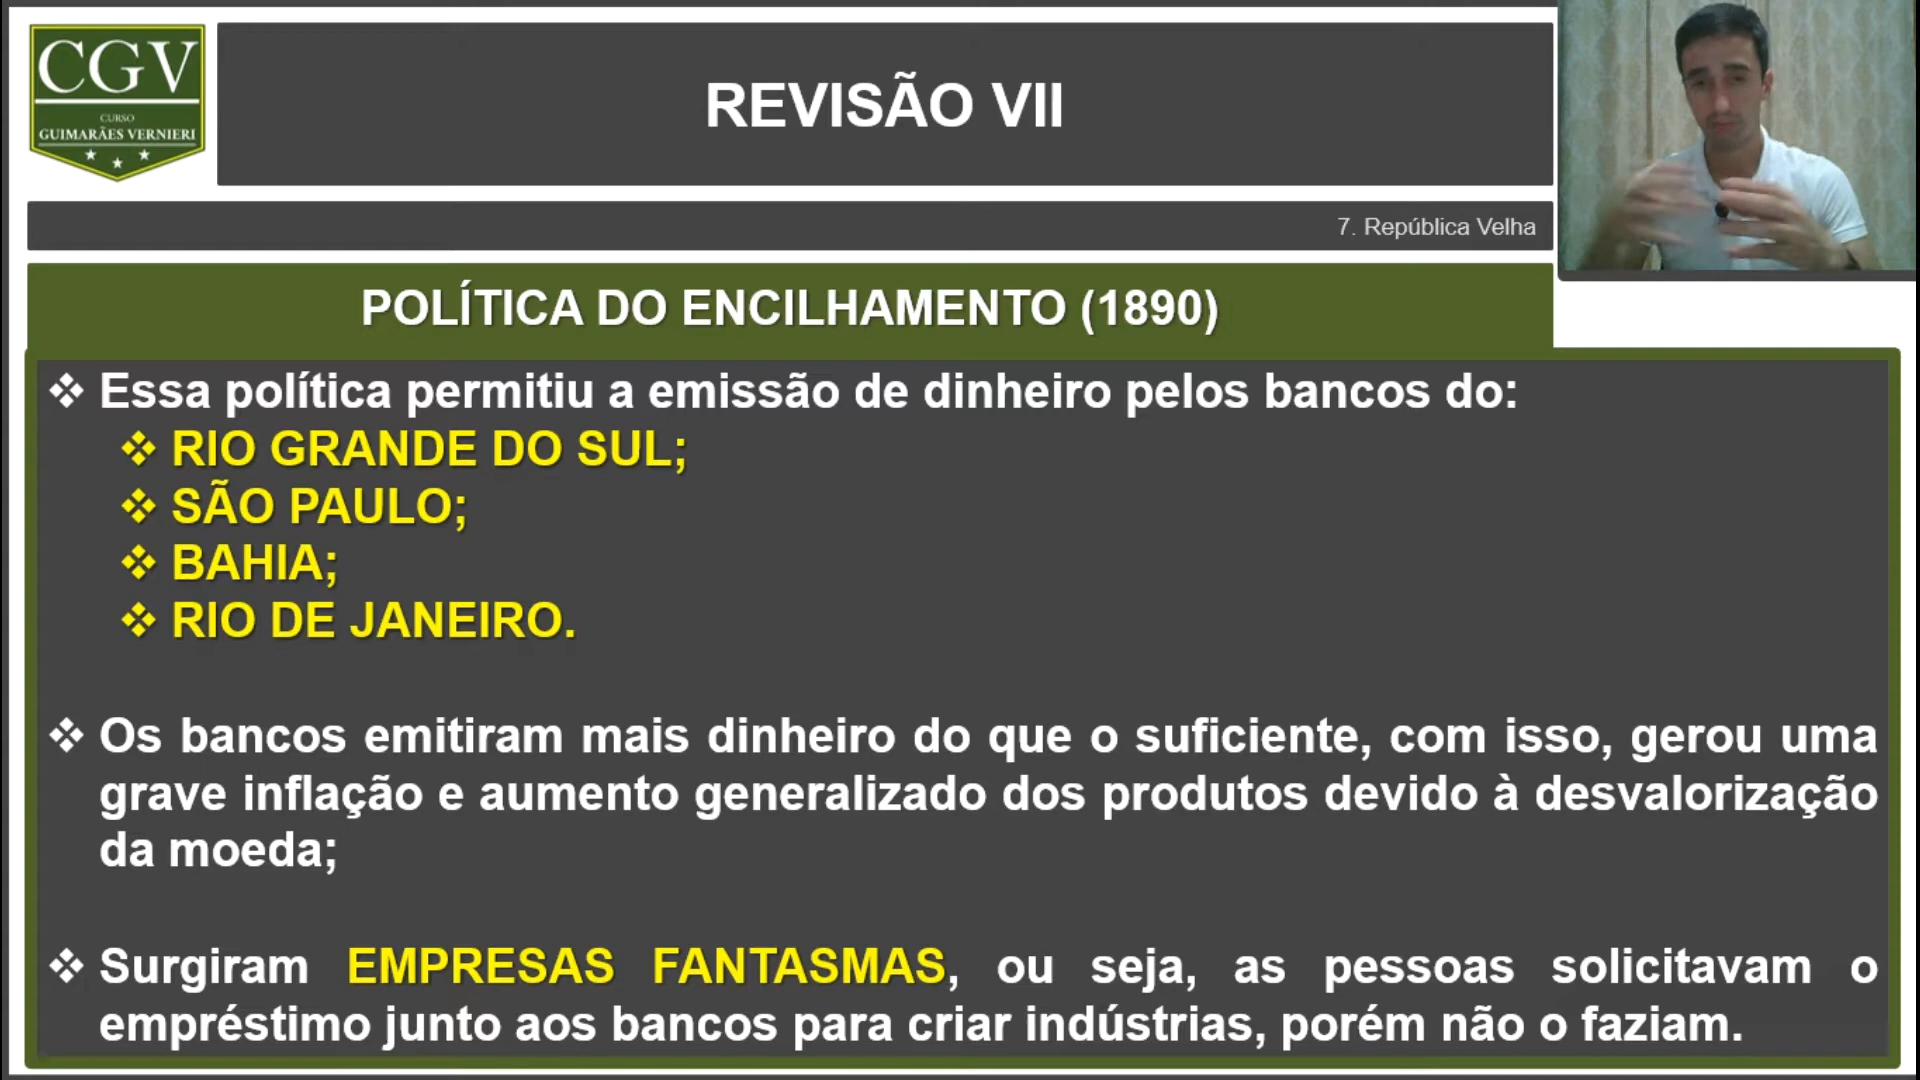 CGV
CURSO
GUIMARÃES VERNIERI
REVISÃO VII
7. República Velha
POLÍTICA DO ENCILHAMENTO (1890)
❖ Essa política permitiu a emissão de dinheiro pelos bancos do:
❖ RIO GRANDE DO SUL;
❖ SÃO PAULO;
❖ BAHIA;
❖ RIO DE JANEIRO.
❖ Os bancos emitiram mais dinheiro do que o suficiente, com isso, gerou uma
grave inflação e aumento generalizado dos produtos devido à desvalorização
da moeda;
❖ Surgiram EMPRESAS FANTASMAS, ou seja, as pessoas solicitavam o
empréstimo junto aos bancos para criar indústrias, porém não o faziam.